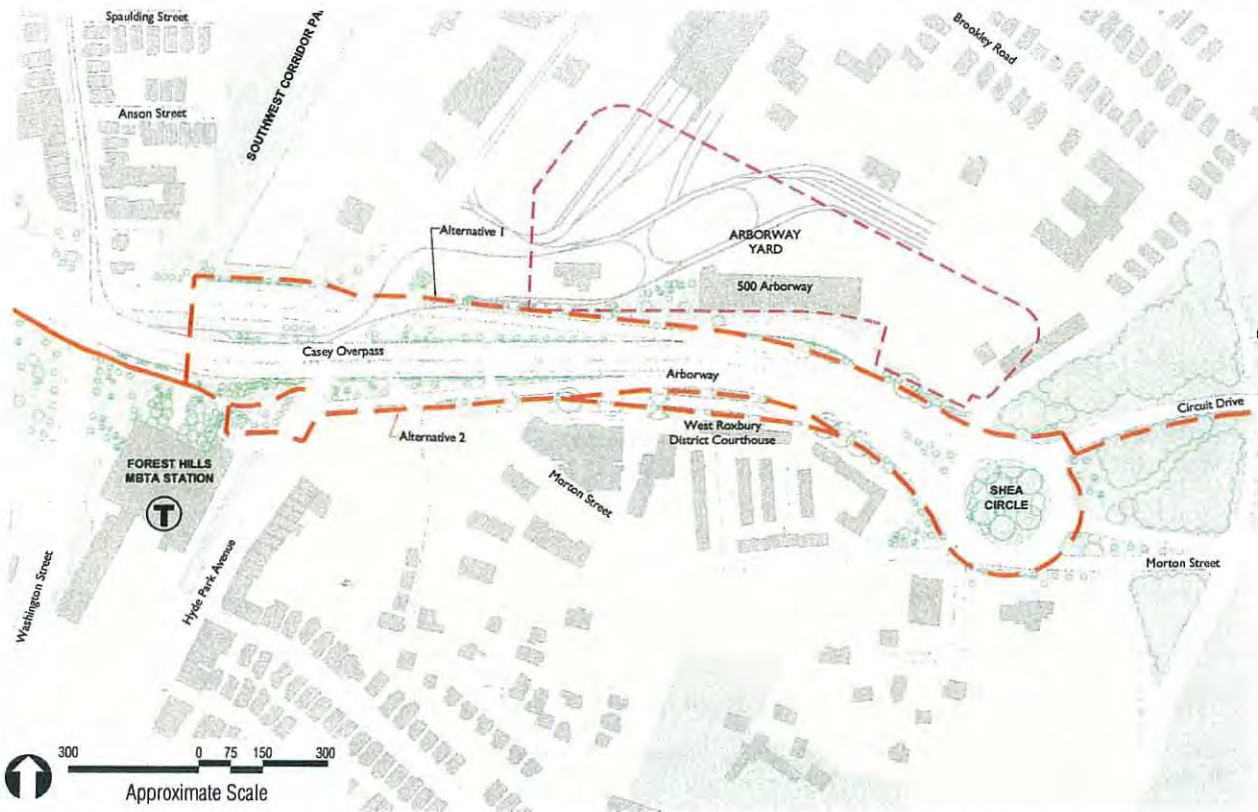 Spaulding Street
Brookley Road
SOUTHWEST CORRIDOR PA
Anson Street
Alternative 1
ARBORWAY
YARD
500 Arborway
Casey Overpass
Arborway
Circuit Drive
Alternative 2
West Roxbury
District Courthouse
FOREST HILLS
MBTA STATION
T
Morton Street
SHEA
CIRCLE
Morton Street
Washington Street
Hyde Park Avenue
300 0 75 150 300
Approximate Scale